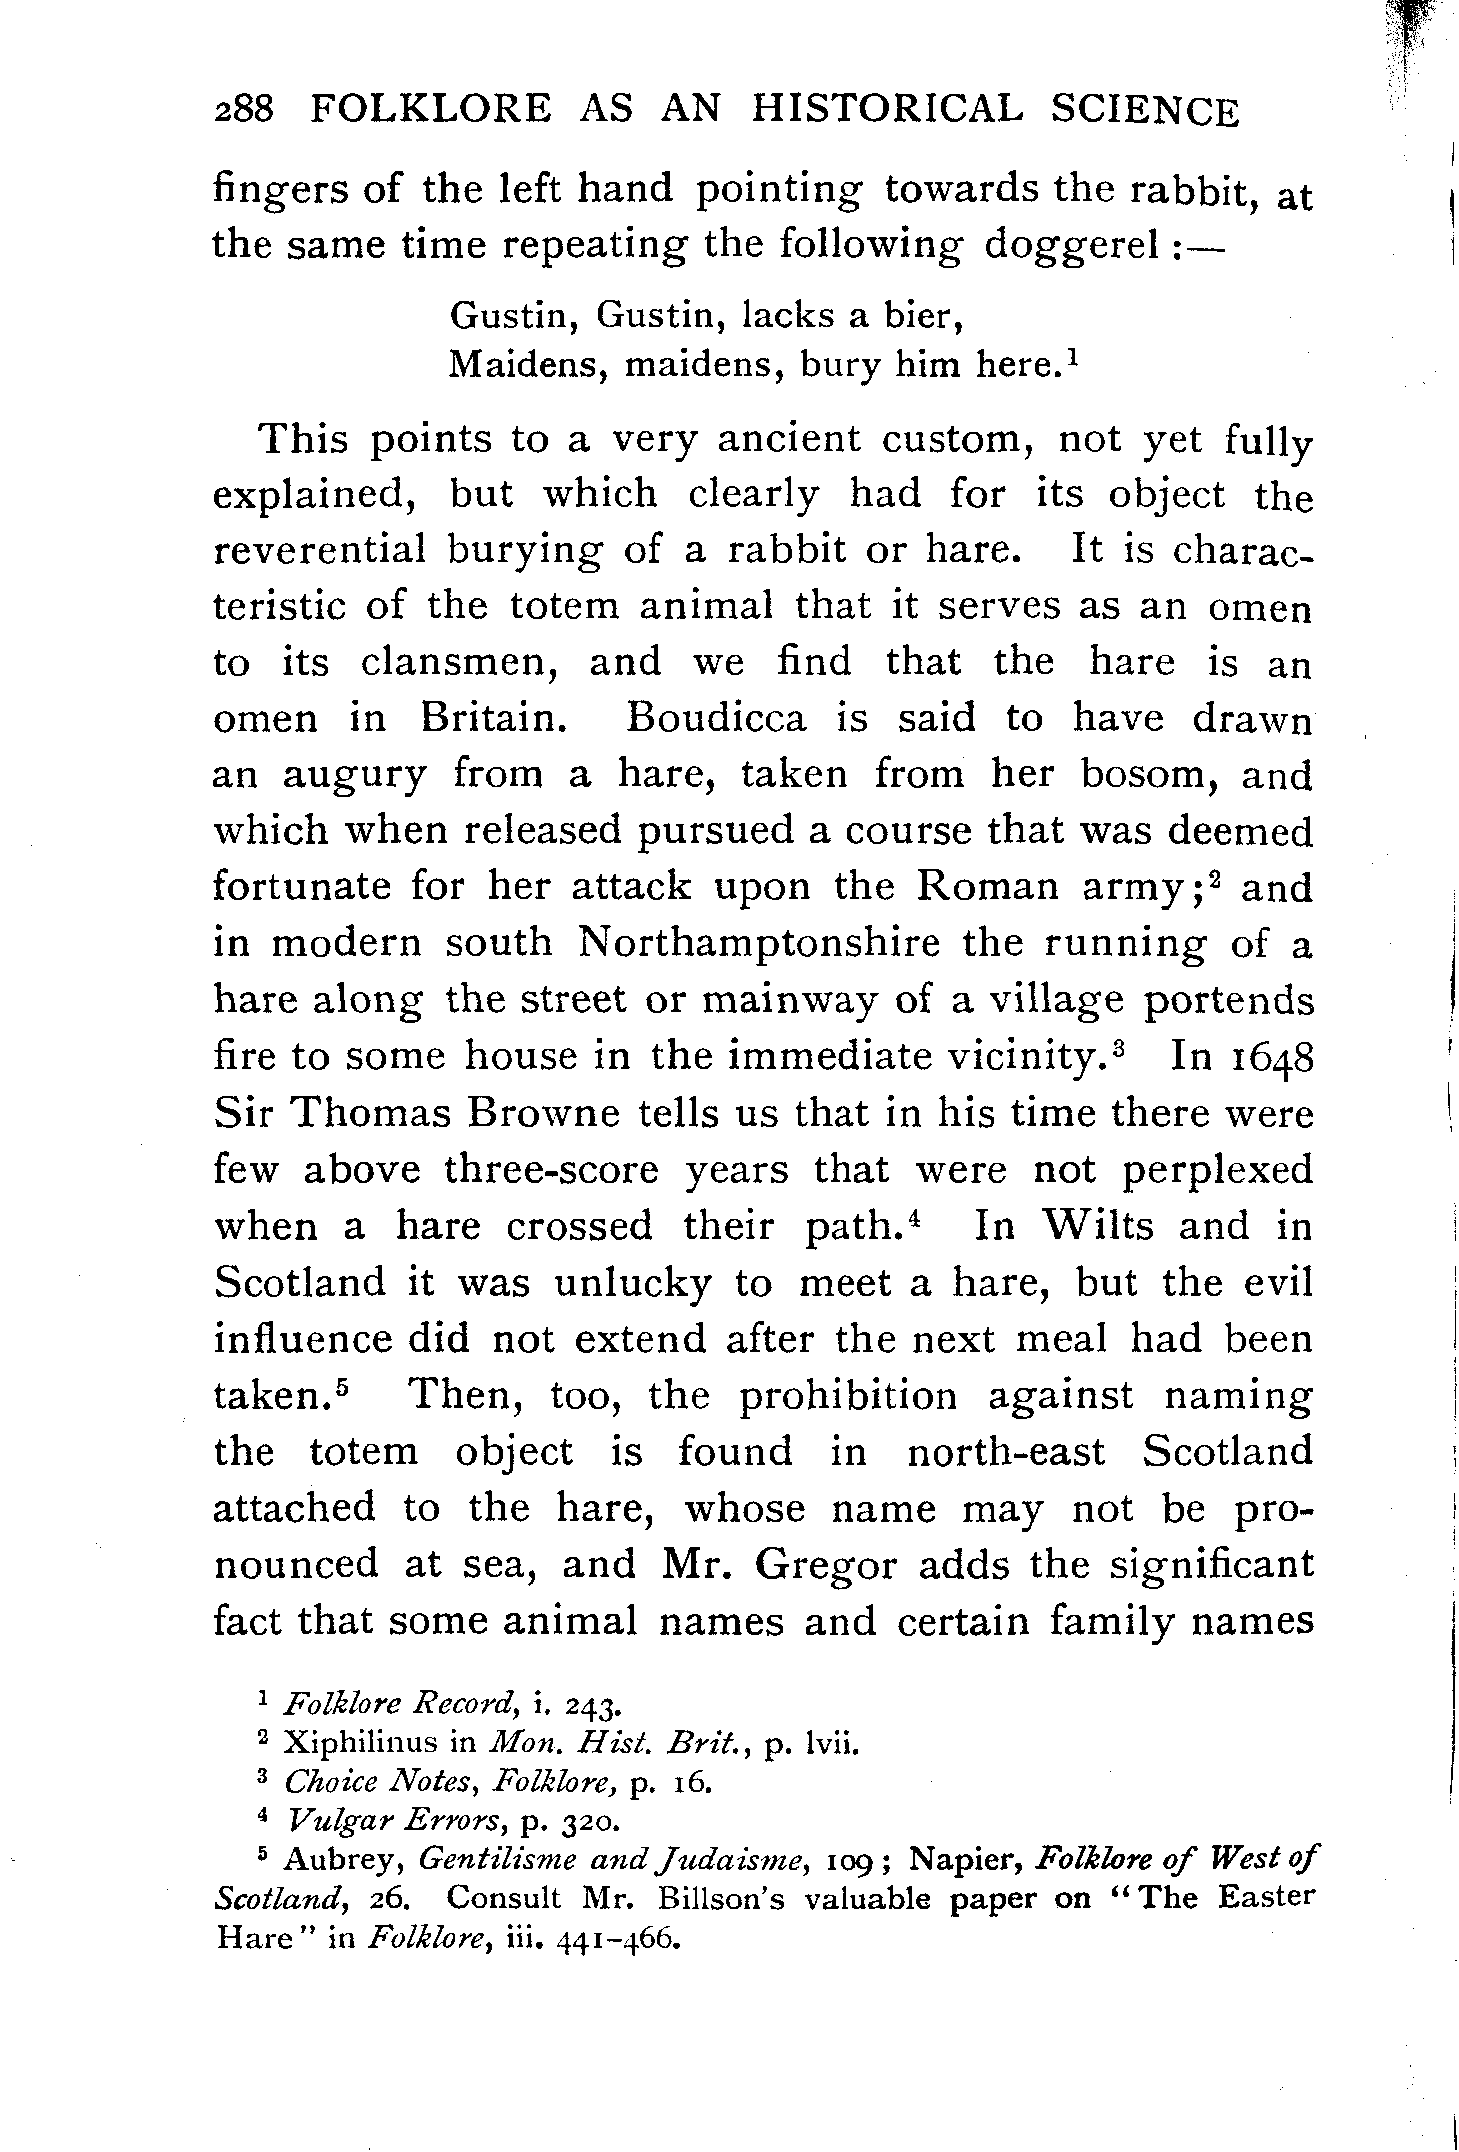 288 FOLKLORE AS AN HISTORICAL SCIENCE
fingers of the left hand pointing towards the rabbit, at
the same time repeating the following doggerel :—
Gustin, Gustin, lacks a bier,
Maidens, maidens, bury him here.¹
This points to a very ancient custom, not yet fully
explained, but which clearly had for its object the
reverential burying of a rabbit or hare. It is charac-
teristic of the totem animal that it serves as an omen
to its clansmen, and we find that the hare is an
omen in Britain. Boudicca is said to have drawn
an augury from a hare, taken from her bosom, and
which when released pursued a course that was deemed
fortunate for her attack upon the Roman army;² and
in modern south Northamptonshire the running of a
hare along the street or mainway of a village portends
fire to some house in the immediate vicinity.³ In 1648
Sir Thomas Browne tells us that in his time there were
few above three-score years that were not perplexed
when a hare crossed their path.⁴ In Wilts and in
Scotland it was unlucky to meet a hare, but the evil
influence did not extend after the next meal had been
taken.⁵ Then, too, the prohibition against naming
the totem object is found in north-east Scotland
attached to the hare, whose name may not be pro-
nounced at sea, and Mr. Gregor adds the significant
fact that some animal names and certain family names
¹ Folklore Record, i. 243.
² Xiphilinus in Mon. Hist. Brit., p. lvii.
³ Choice Notes, Folklore, p. 16.
⁴ Vulgar Errors, p. 320.
⁵ Aubrey, Gentilisme and Judaisme, 109; Napier, Folklore of West of
Scotland, 26. Consult Mr. Billson's valuable paper on "The Easter
Hare" in Folklore, iii. 441–466.